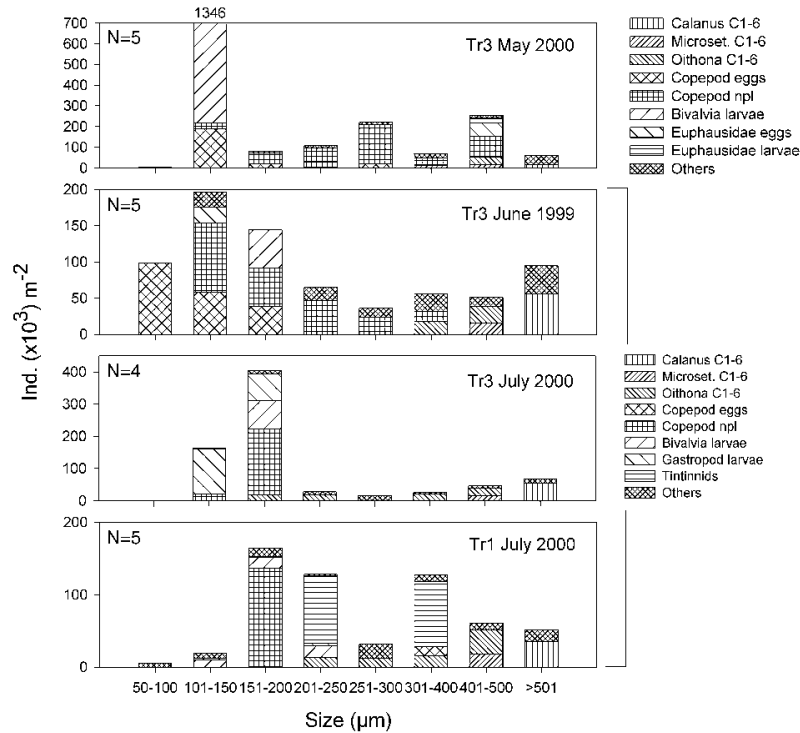 1346
700
600
500
400
300
200
100
0
N=5
Tr3 May 2000
Calanus C1-6
Microset. C1-6
Oithona C1-6
Copepod eggs
Copepod npl
Bivalvia larvae
Euphausidae eggs
Euphausidae larvae
Others
200
150
100
50
0
N=5
Tr3 June 1999
Ind. (x10³) m⁻²
400
300
200
100
0
N=4
Tr3 July 2000
Calanus C1-6
Microset. C1-6
Oithona C1-6
Copepod eggs
Copepod npl
Bivalvia larvae
Gastropod larvae
Tintinnids
Others
200
100
0
N=5
Tr1 July 2000
50-100 101-150 151-200 201-250 251-300 301-400 401-500 >501
Size (µm)